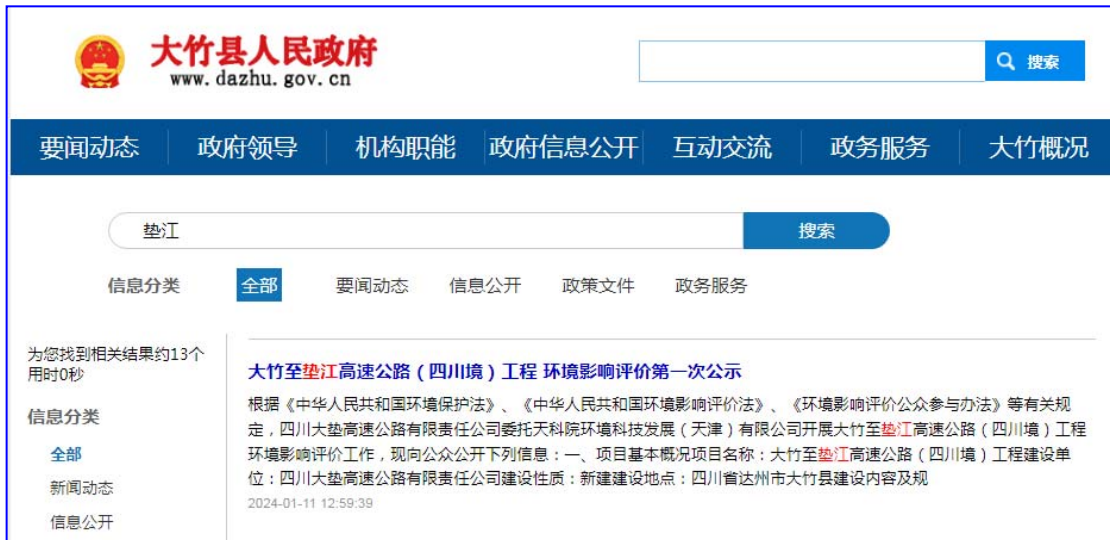 大竹县人民政府
www.dazhu.gov.cn
搜索
要闻动态 政府领导 机构职能 政府信息公开 互动交流 政务服务 大竹概况
垫江 搜索
信息分类 全部 要闻动态 信息公开 政策文件 政务服务
为您找到相关结果约13个
用时0秒
信息分类
全部
新闻动态
信息公开
大竹至垫江高速公路（四川境）工程 环境影响评价第一次公示
根据《中华人民共和国环境保护法》、《中华人民共和国环境影响评价法》、《环境影响评价公众参与办法》等有关规
定，四川大垫高速公路有限责任公司委托天科院环境科技发展（天津）有限公司开展大竹至垫江高速公路（四川境）工程
环境影响评价工作，现向公众公开下列信息：一、项目基本概况项目名称：大竹至垫江高速公路（四川境）工程建设单
位：四川大垫高速公路有限责任公司建设性质：新建建设地点：四川省达州市大竹县建设内容及规
2024-01-11 12:59:39